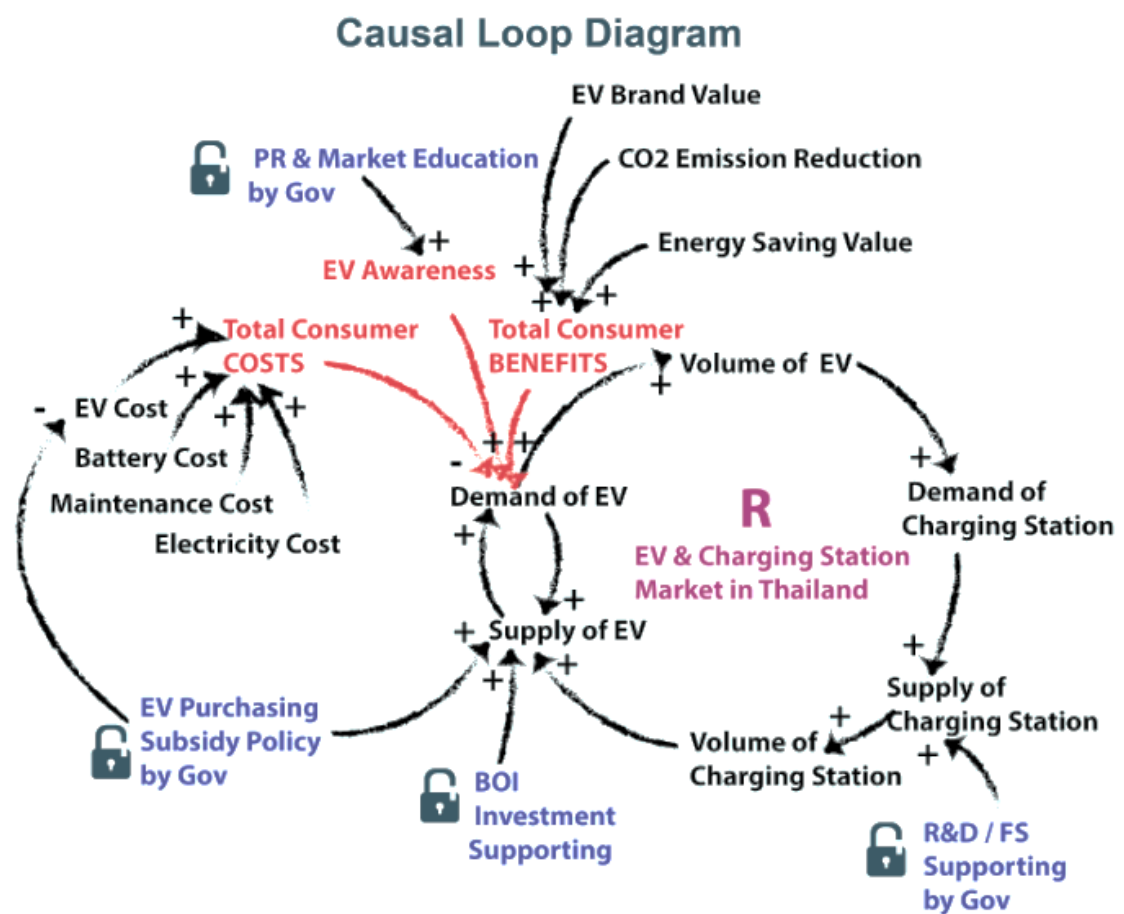 Causal Loop Diagram
EV Brand Value
PR & Market Education
by Gov
CO2 Emission Reduction
+
Energy Saving Value
EV Awareness
+
+
+
+
Total Consumer
COSTS
Total Consumer
BENEFITS
Volume of EV
+
+
-
EV Cost
+
+
Battery Cost
+
+
-
+
Maintenance Cost
Demand of EV
Demand of
Charging Station
R
Electricity Cost
+
EV & Charging Station
Market in Thailand
+
+
Supply of EV
+
+
+
Supply of
Charging Station
EV Purchasing
Subsidy Policy
by Gov
+
Volume of
Charging Station
+
BOI
Investment
Supporting
R&D / FS
Supporting
by Gov